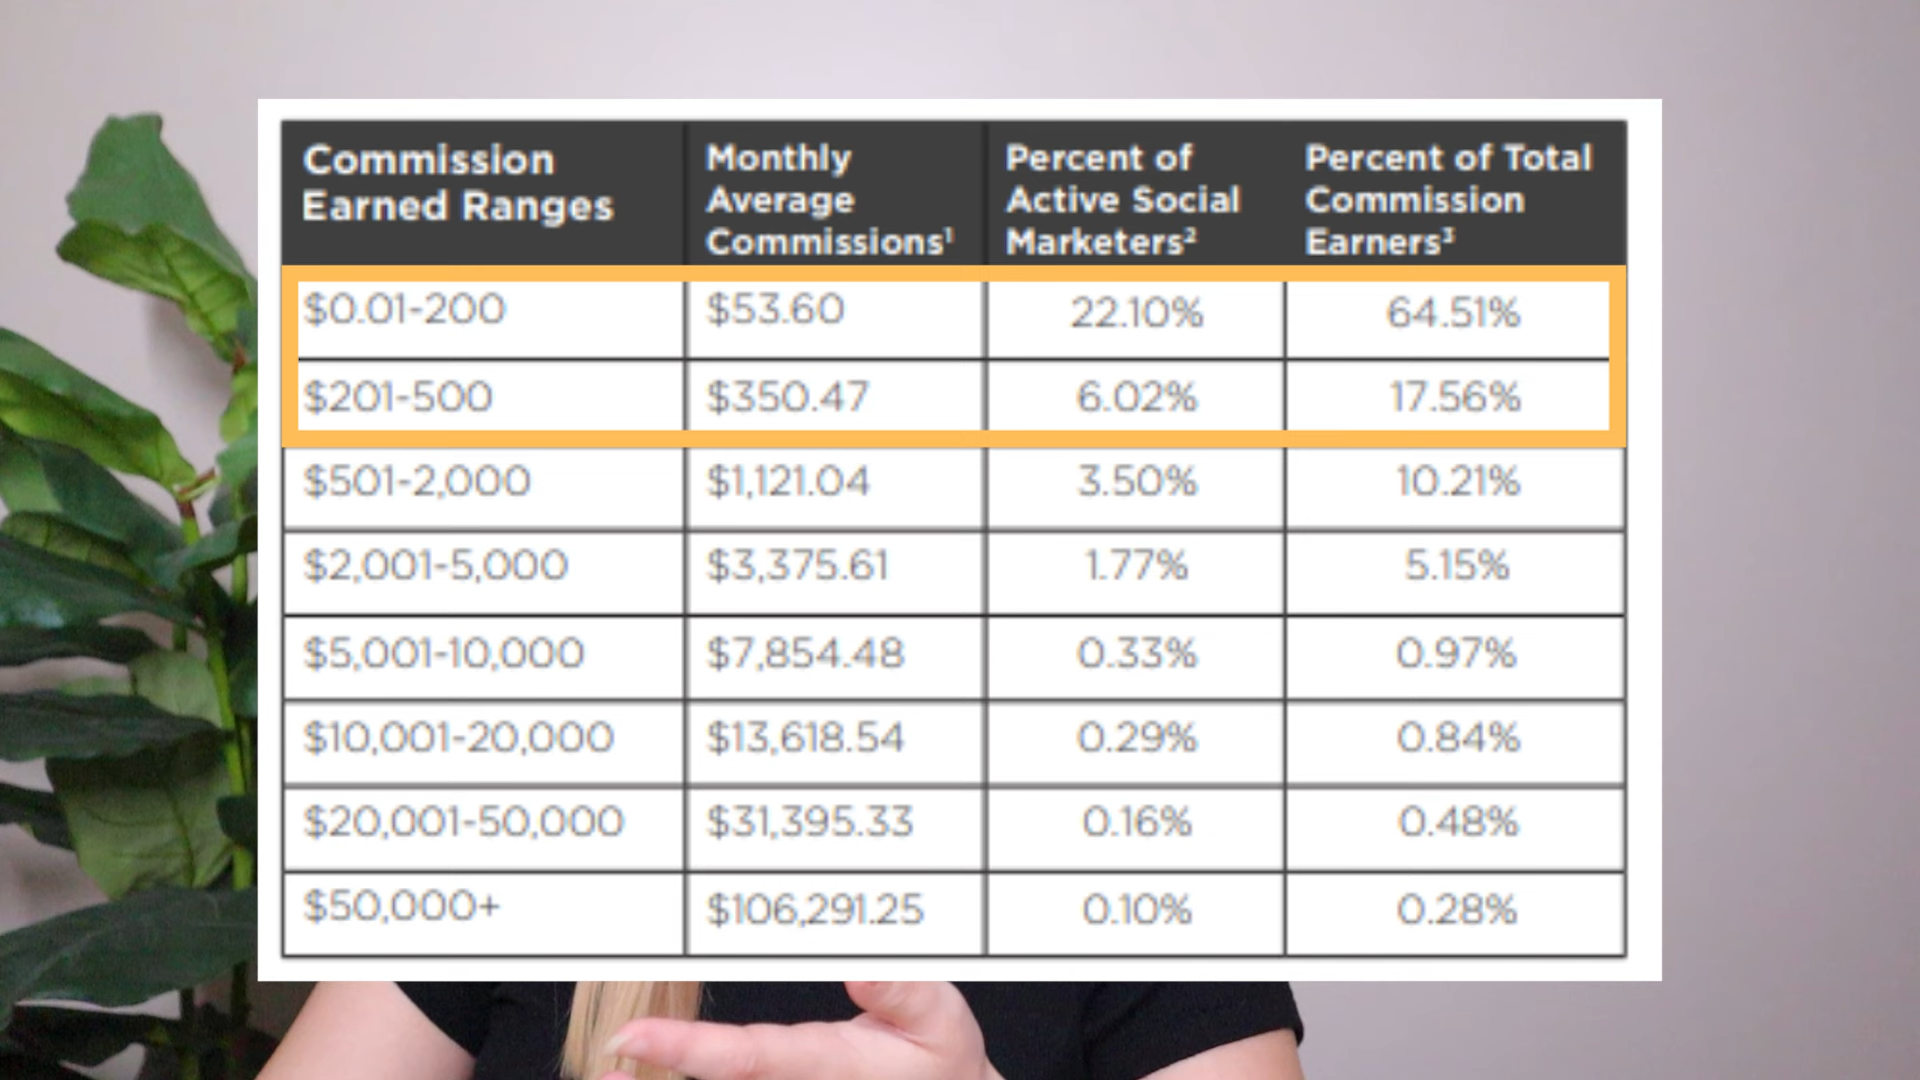 Commission
Earned Ranges
Monthly
Average
Commissions¹
Percent of
Active Social
Marketers²
Percent of Total
Commission
Earners³
$0.01-200 $53.60 22.10% 64.51%
$201-500 $350.47 6.02% 17.56%
$501-2,000 $1,121.04 3.50% 10.21%
$2,001-5,000 $3,375.61 1.77% 5.15%
$5,001-10,000 $7,854.48 0.33% 0.97%
$10,001-20,000 $13,618.54 0.29% 0.84%
$20,001-50,000 $31,395.33 0.16% 0.48%
$50,000+ $106,291.25 0.10% 0.28%